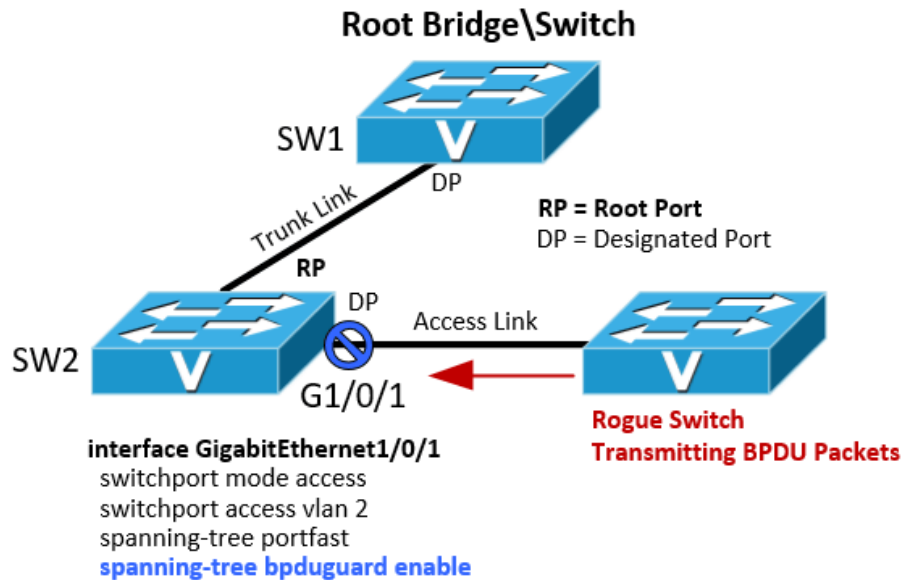 Root Bridge\Switch
SW1
DP
Trunk Link
RP = Root Port
DP = Designated Port
RP
DP
Access Link
SW2
G1/0/1
Rogue Switch
Transmitting BPDU Packets
interface GigabitEthernet1/0/1
switchport mode access
switchport access vlan 2
spanning-tree portfast
spanning-tree bpduguard enable